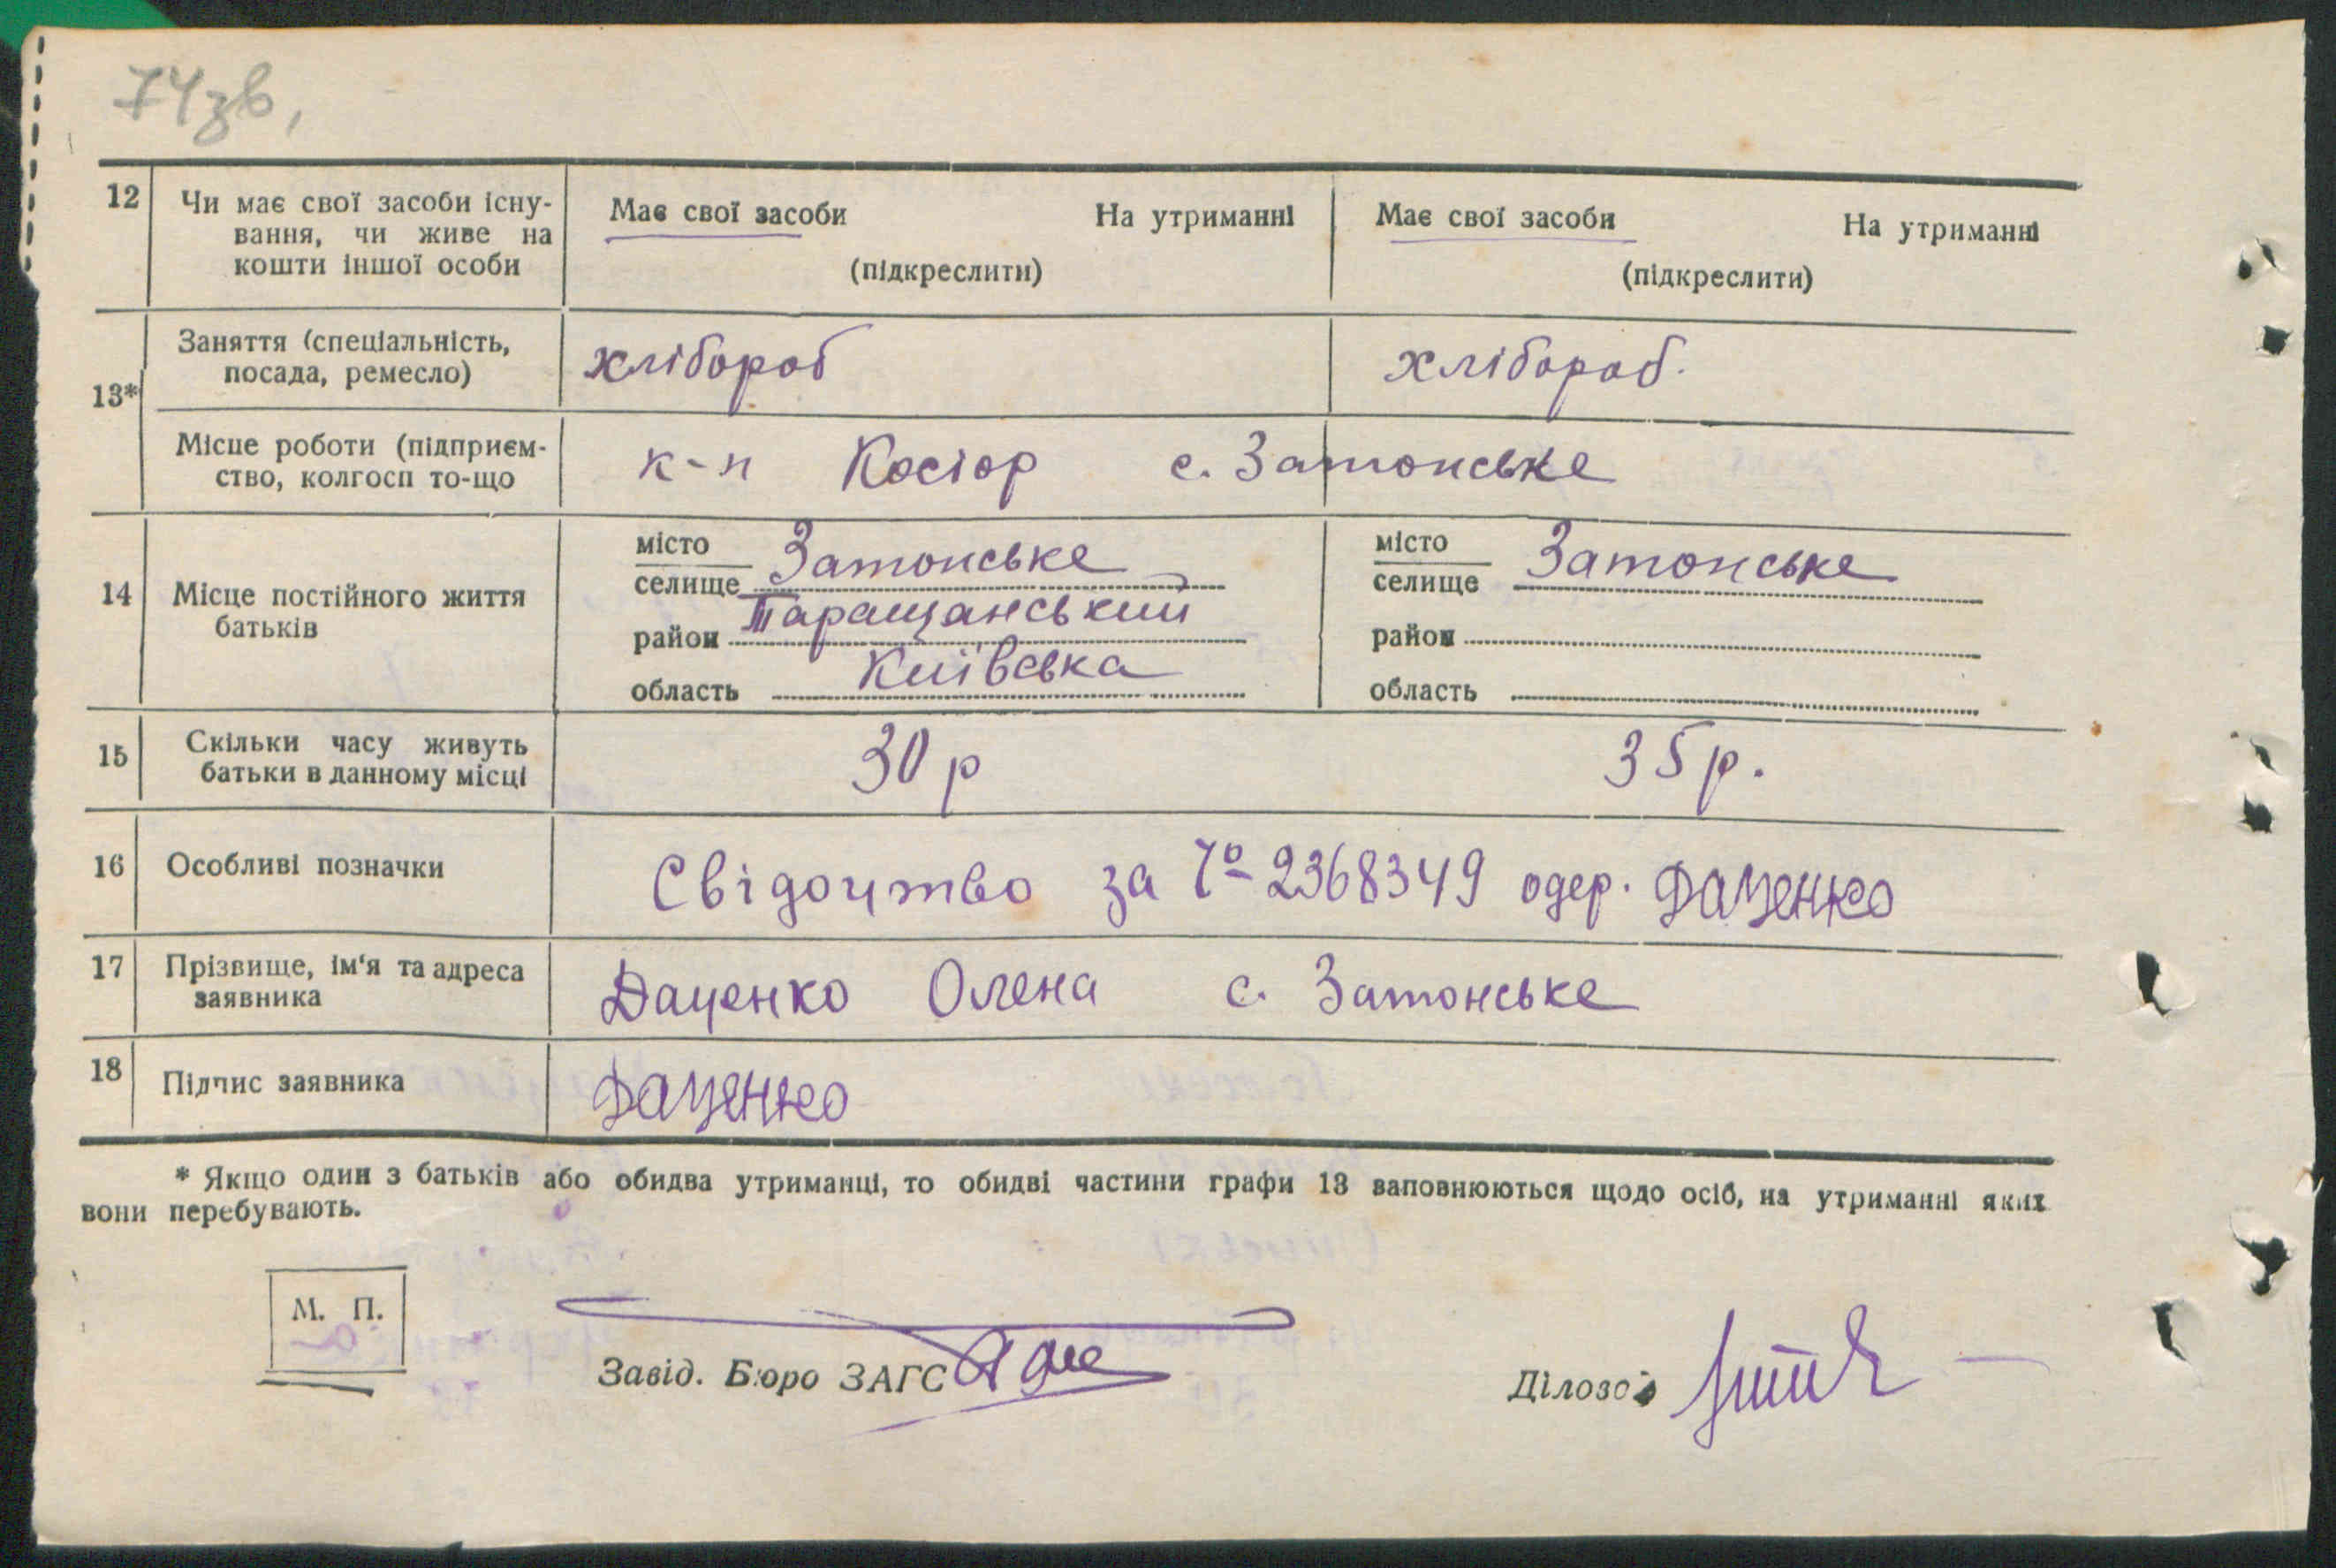 74зв,
12 Чи має свої засоби існу- Має свої засоби На утриманні Має свої засоби На утриманні
вання, чи живе на
кошти іншої особи (підкреслити) (підкреслити)
Заняття (спеціальність, хлібороб хлібороб.
посада, ремесло)
13*
Місце роботи (підприєм- к-п Косіор с. Затонське
ство, колгосп то-що
14 Місце постійного життя місто Затонське місто Затонське
батьків селище селище
район Таращанський район
область Київська область
15 Скільки часу живуть 30 р 35 р.
батьки в данному місці
16 Особливі позначки Свідоцтво за 2368349 одер. Даценко
17 Прізвище, ім'я та адреса Даценко Олена с. Затонське
заявника
18 Підпис заявника Даценко
* Якщо один з батьків або обидва утриманці, то обидві частини графи 13 заповнюються щодо осіб, на утриманні яких
вони перебувають.
М. П.
Завід. Бюро ЗАГС Діловод